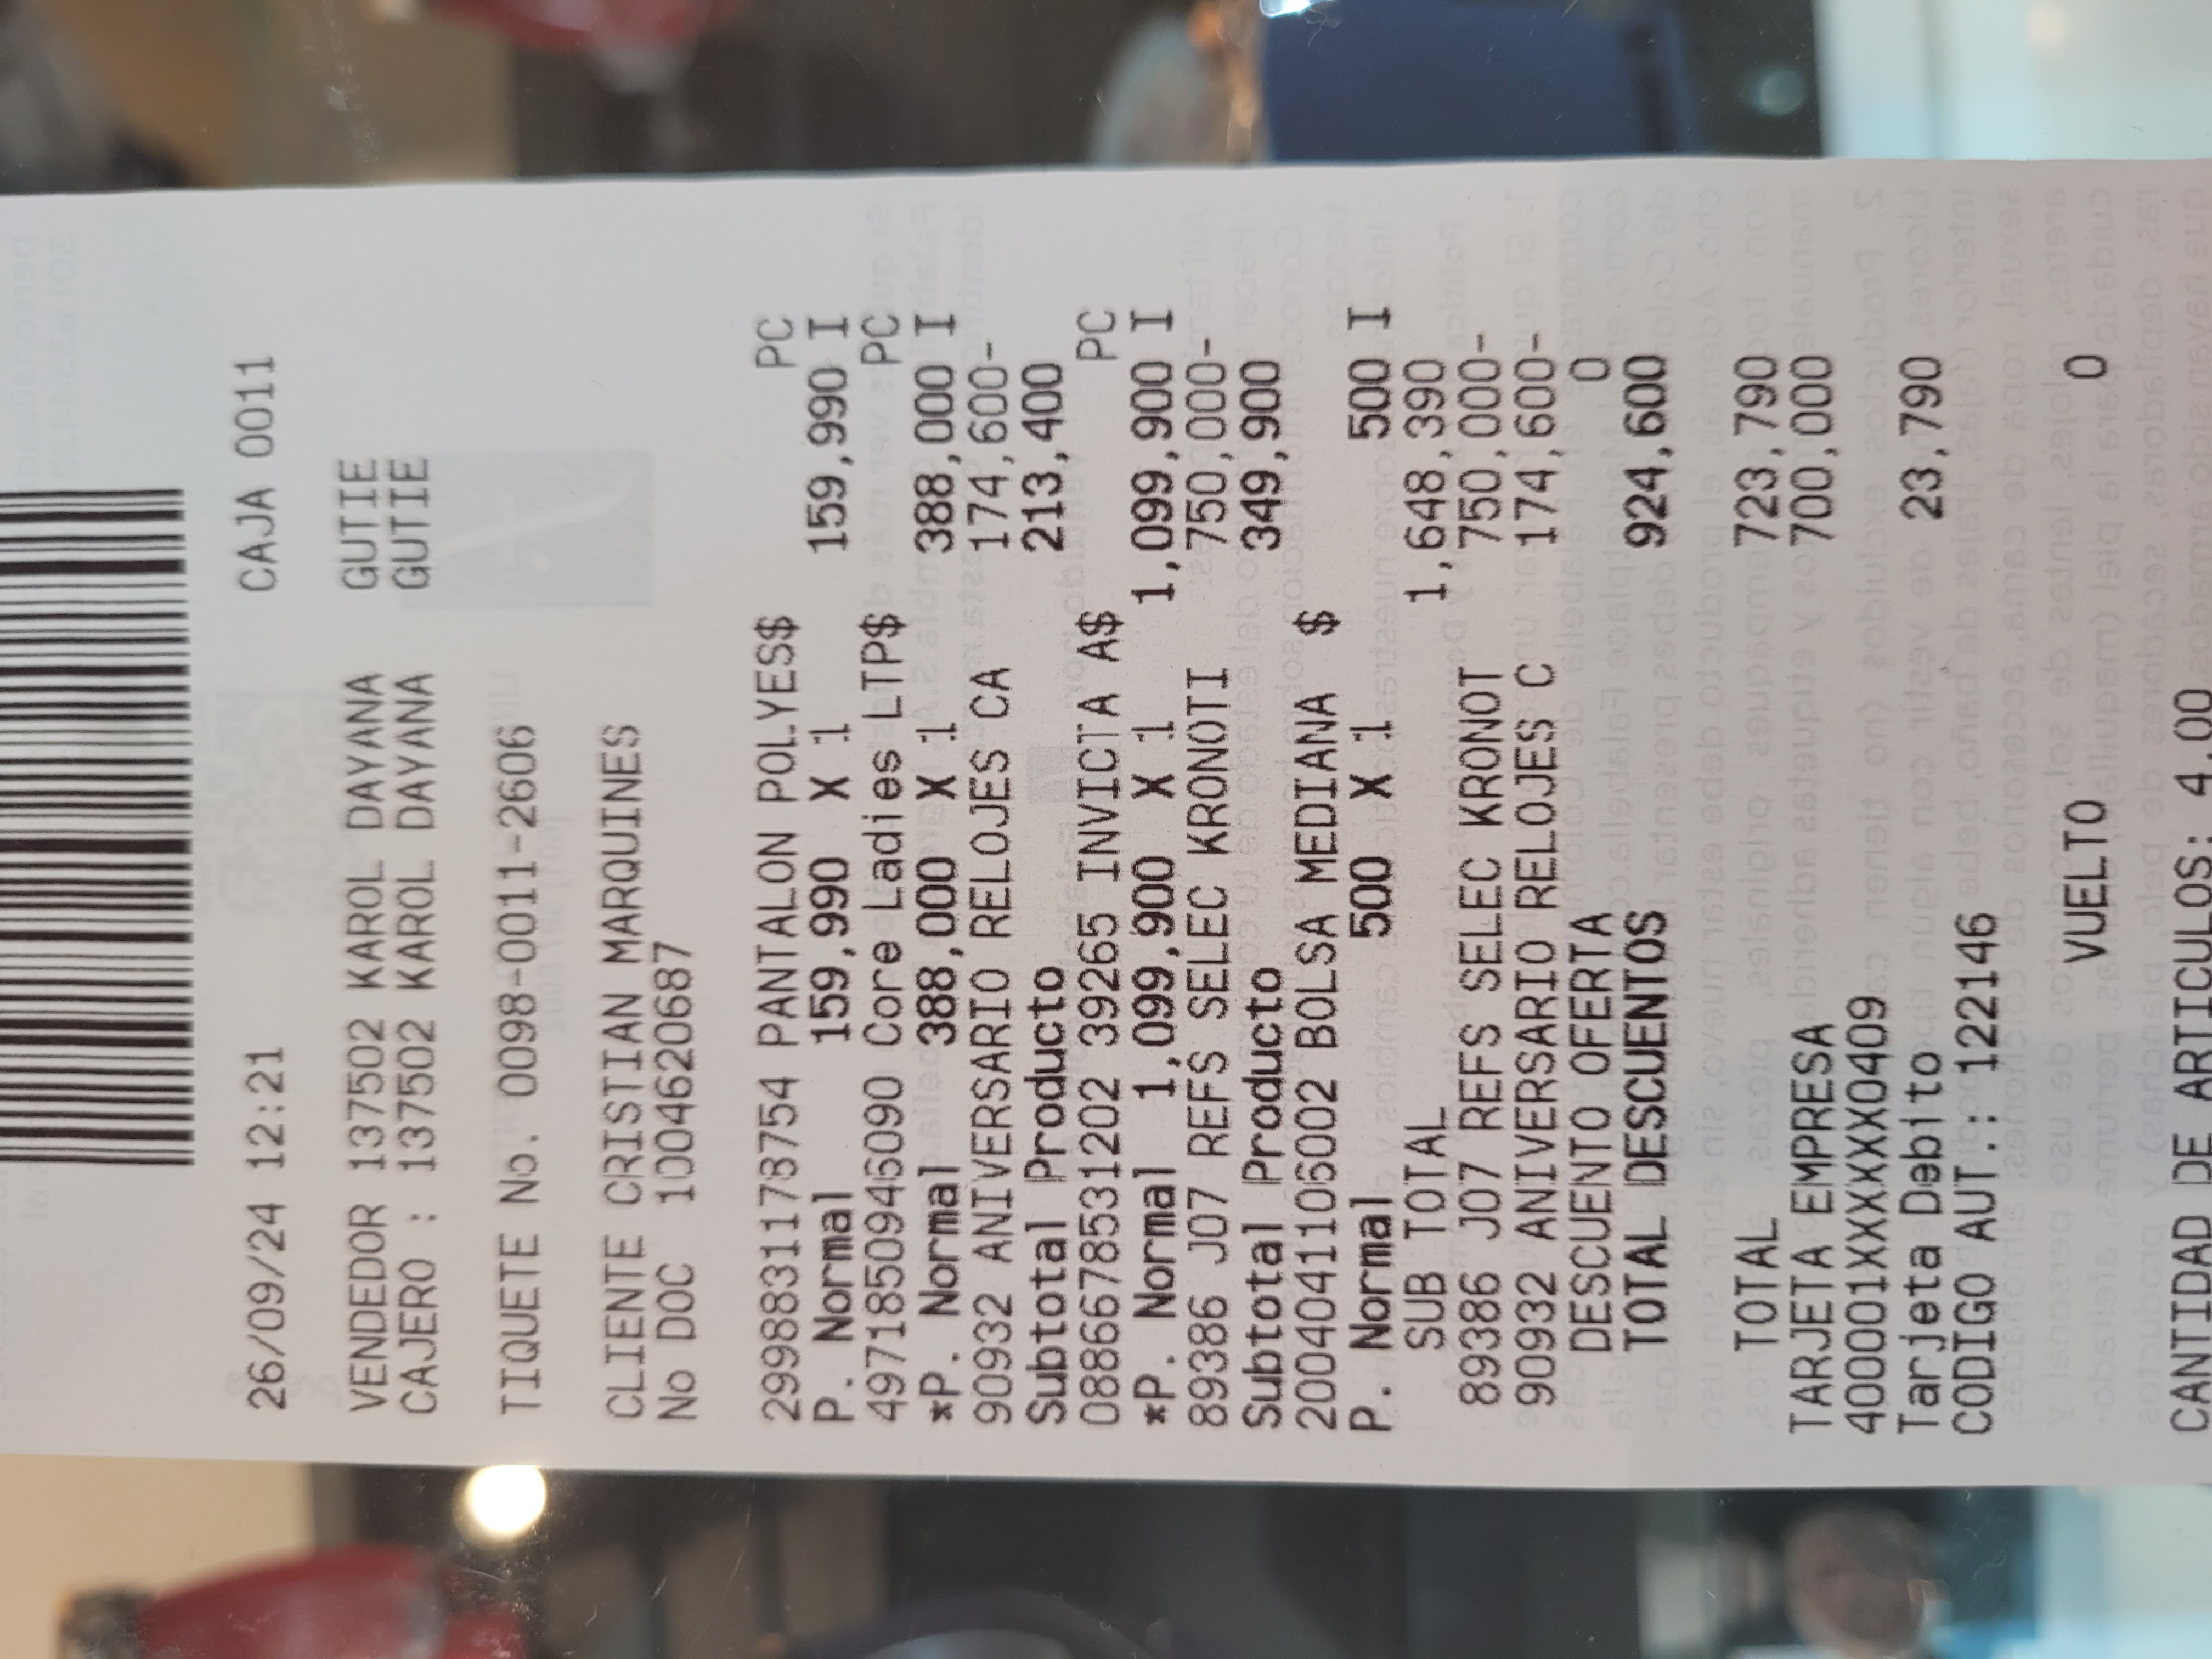 26/09/24 12:21 CAJA 0011
VENDEDOR 137502 KAROL DAYANA GUTIE
CAJERO : 137502 KAROL DAYANA GUTIE
TIQUETE No. 0098-0011-2606
CLIENTE CRISTIAN MARQUINES
No DOC 1004620687
2998831178754 PANTALON POLYES$ PC
P. Normal 159,990 X 1 159,990 I
4971850946090 Core Ladies LTP$ PC
*P. Normal 388,000 X 1 388,000 I
90932 ANIVERSARIO RELOJES CA 174,600-
Subtotal Producto 213,400
0886678531202 39265 INVICTA A$ PC
*P. Normal 1,099,900 X 1 1,099,900 I
89386 J07 REFS SELEC KRONOTI 750,000-
Subtotal Producto 349,900
2004041106002 BOLSA MEDIANA $
P. Normal 500 X 1 500 I
SUB TOTAL 1,648,390
89386 J07 REFS SELEC KRONOT 750,000-
90932 ANIVERSARIO RELOJES C 174,600-
DESCUENTO OFERTA 0
TOTAL DESCUENTOS 924,600
TOTAL 723,790
TARJETA EMPRESA 700,000
400001XXXXXX0409
Tarjeta Debito 23,790
CODIGO AUT.: 122146
VUELTO 0
CANTIDAD DE ARTICULOS: 4.00